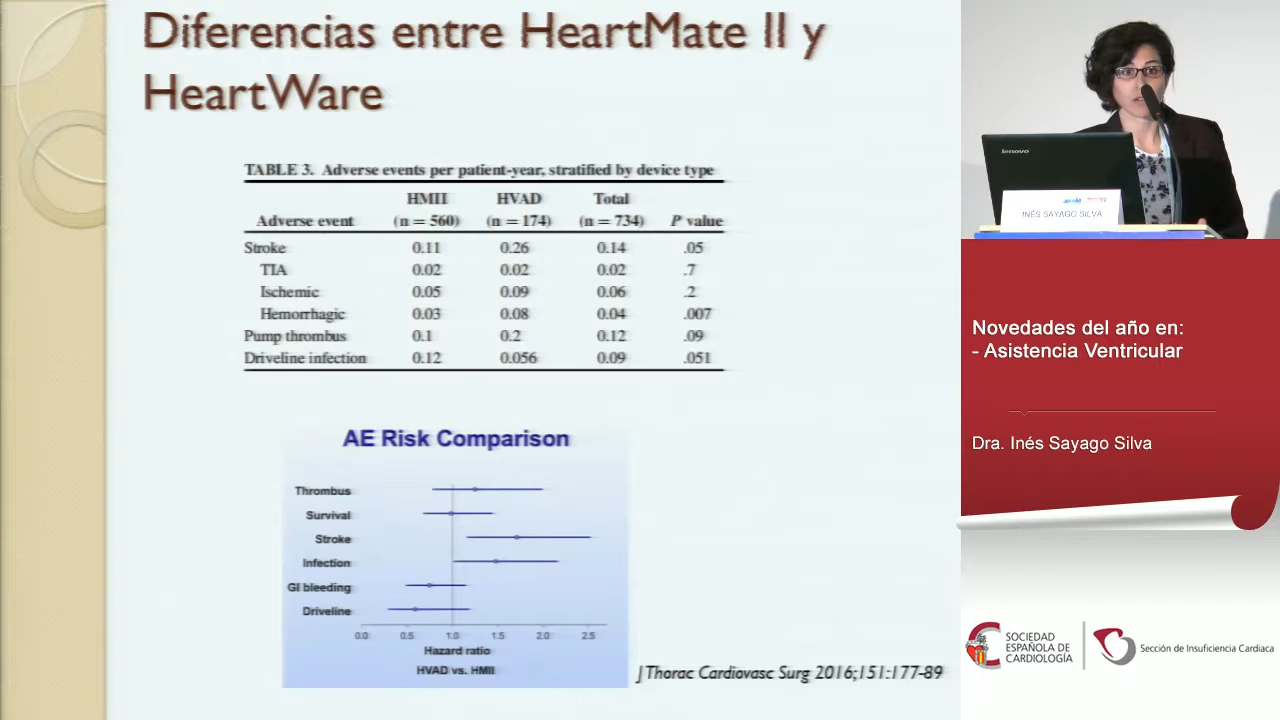 Diferencias entre HeartMate II y
HeartWare
TABLE 3. Adverse events per patient-year, stratified by device type
HMII HVAD Total
Adverse event (n = 560) (n = 174) (n = 734) P value
Stroke 0.11 0.26 0.14 .05
TIA 0.02 0.02 0.02 .7
Ischemic 0.05 0.09 0.06 .2
Hemorrhagic 0.03 0.08 0.04 .007
Pump thrombus 0.1 0.2 0.12 .09
Driveline infection 0.12 0.056 0.09 .051
AE Risk Comparison
Thrombus
Survival
Stroke
Infection
GI bleeding
Driveline
0.0 0.5 1.0 1.5 2.0 2.5
Hazard ratio
HVAD vs. HMII
J Thorac Cardiovasc Surg 2016;151:177-89
lenovo
INÉS SAYAGO SILVA
Novedades del año en:
- Asistencia Ventricular
Dra. Inés Sayago Silva
SOCIEDAD
ESPAÑOLA DE
CARDIOLOGÍA
Sección de Insuficiencia Cardiaca